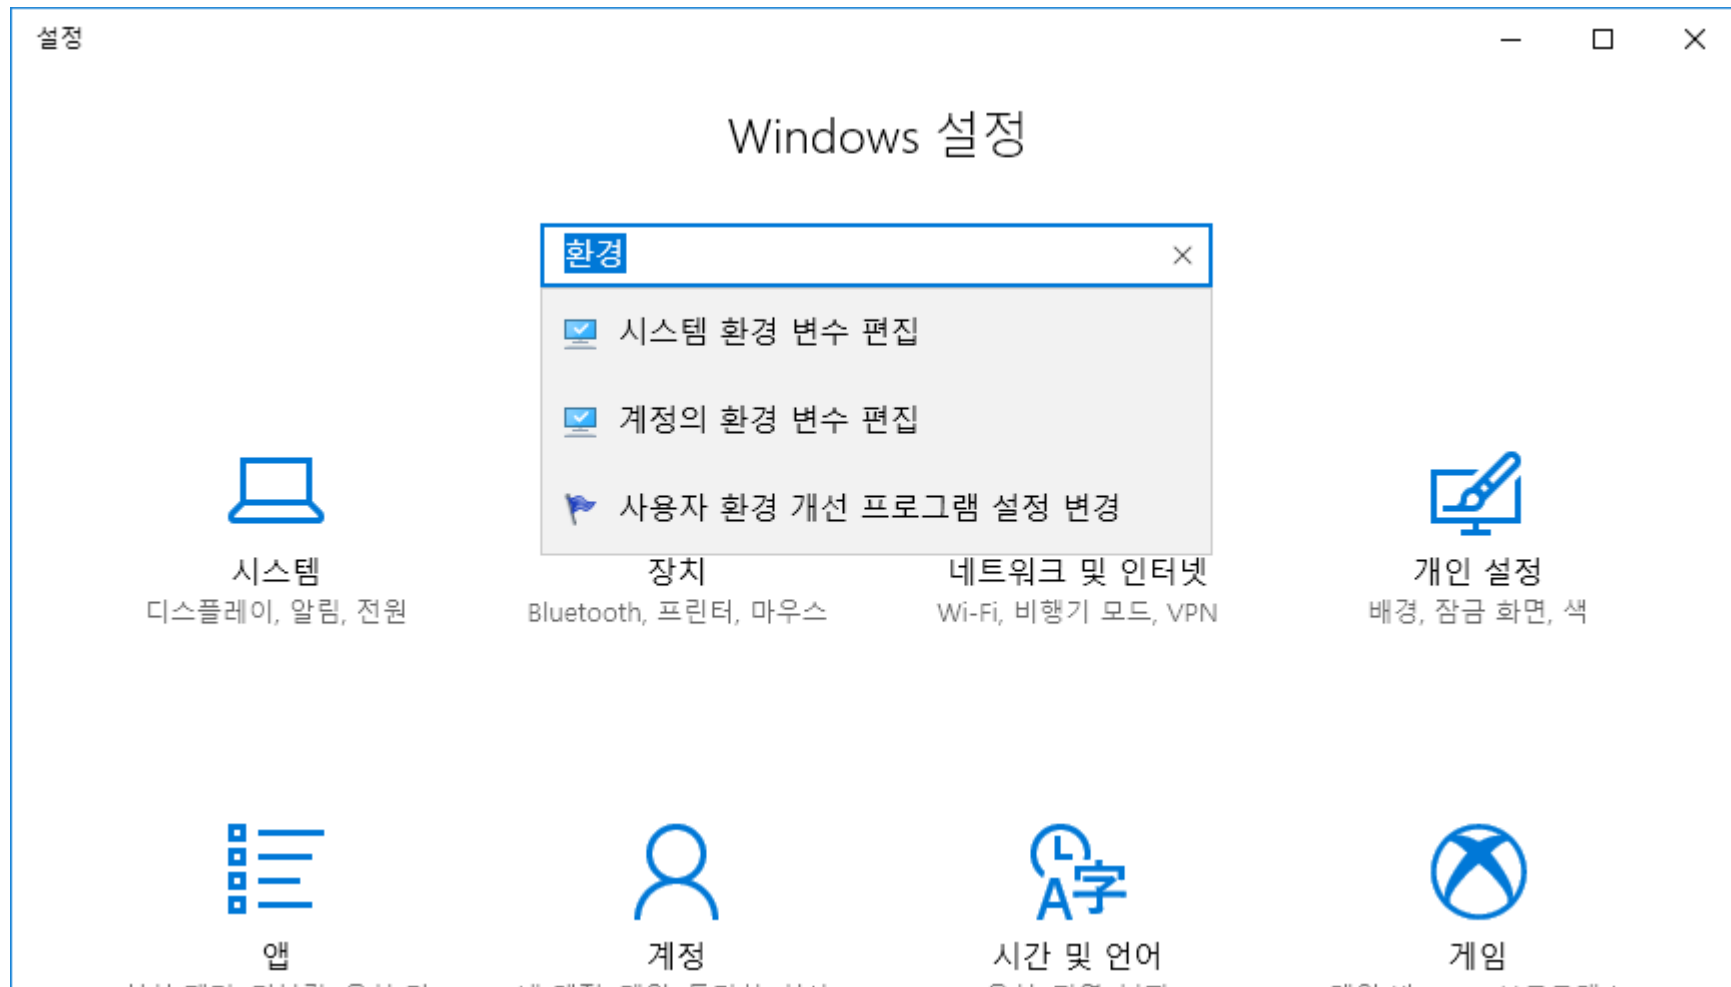 설정
Windows 설정
환경
시스템 환경 변수 편집
계정의 환경 변수 편집
사용자 환경 개선 프로그램 설정 변경
시스템
디스플레이, 알림, 전원
장치
Bluetooth, 프린터, 마우스
네트워크 및 인터넷
Wi-Fi, 비행기 모드, VPN
개인 설정
배경, 잠금 화면, 색
앱
계정
시간 및 언어
게임